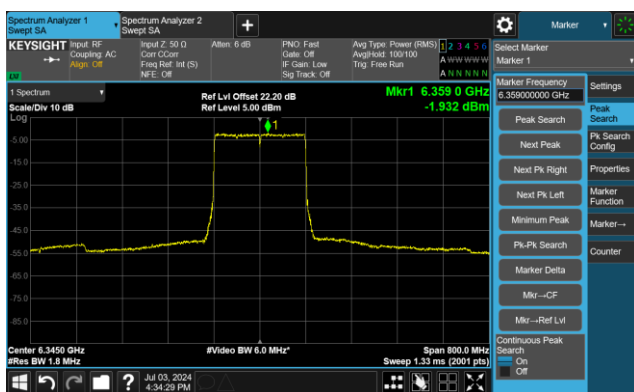 Spectrum Analyzer 1
Swept SA
Spectrum Analyzer 2
Swept SA
+
Marker
KEYSIGHT
Input: RF
Coupling: AC
Align: Off
Input Z: 50 Ω
Corr CCorr
Freq Ref: Int (S)
NFE: Off
Atten: 6 dB
PNO: Fast
Gate: Off
IF Gain: Low
Sig Track: Off
Avg Type: Power (RMS)
Avg|Hold: 100/100
Trig: Free Run
1 2 3 4 5 6
A W W W W W
A N N N N N
Select Marker
Marker 1
1 Spectrum
Scale/Div 10 dB
Log
Ref Lvl Offset 22.20 dB
Ref Level 5.00 dBm
Mkr1 6.359 0 GHz
-1.932 dBm
1
-5.00
-15.0
-25.0
-35.0
-45.0
-55.0
-65.0
-75.0
-85.0
Center 6.3450 GHz
#Res BW 1.8 MHz
#Video BW 6.0 MHz*
Span 800.0 MHz
Sweep 1.33 ms (2001 pts)
Marker Frequency
6.359000000 GHz
Peak Search
Next Peak
Next Pk Right
Next Pk Left
Minimum Peak
Pk-Pk Search
Marker Delta
Mkr→CF
Mkr→Ref Lvl
Continuous Peak
Search
On
Off
Settings
Peak
Search
Pk Search
Config
Properties
Marker
Function
Marker→
Counter
?
Jul 03, 2024
4:34:29 PM